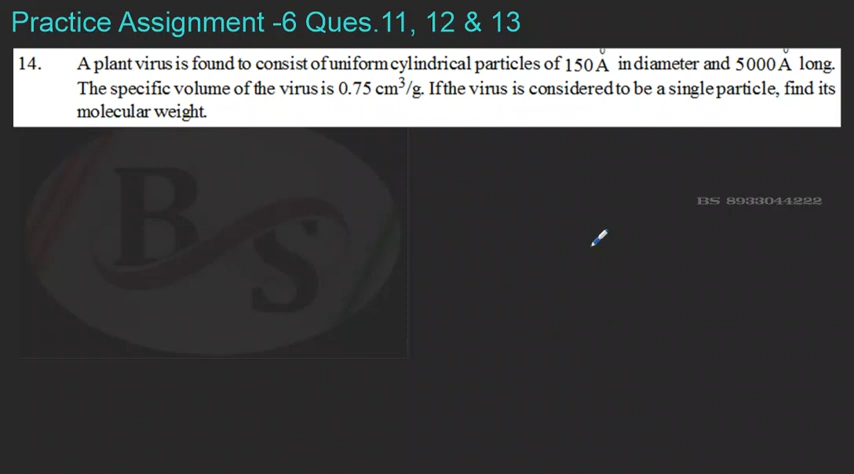 Practice Assignment -6 Ques.11, 12 & 13
14. A plant virus is found to consist of uniform cylindrical particles of 150 Å in diameter and 5000 Å long.
The specific volume of the virus is 0.75 cm³/g. If the virus is considered to be a single particle, find its
molecular weight.
BS 8933044222
B
S